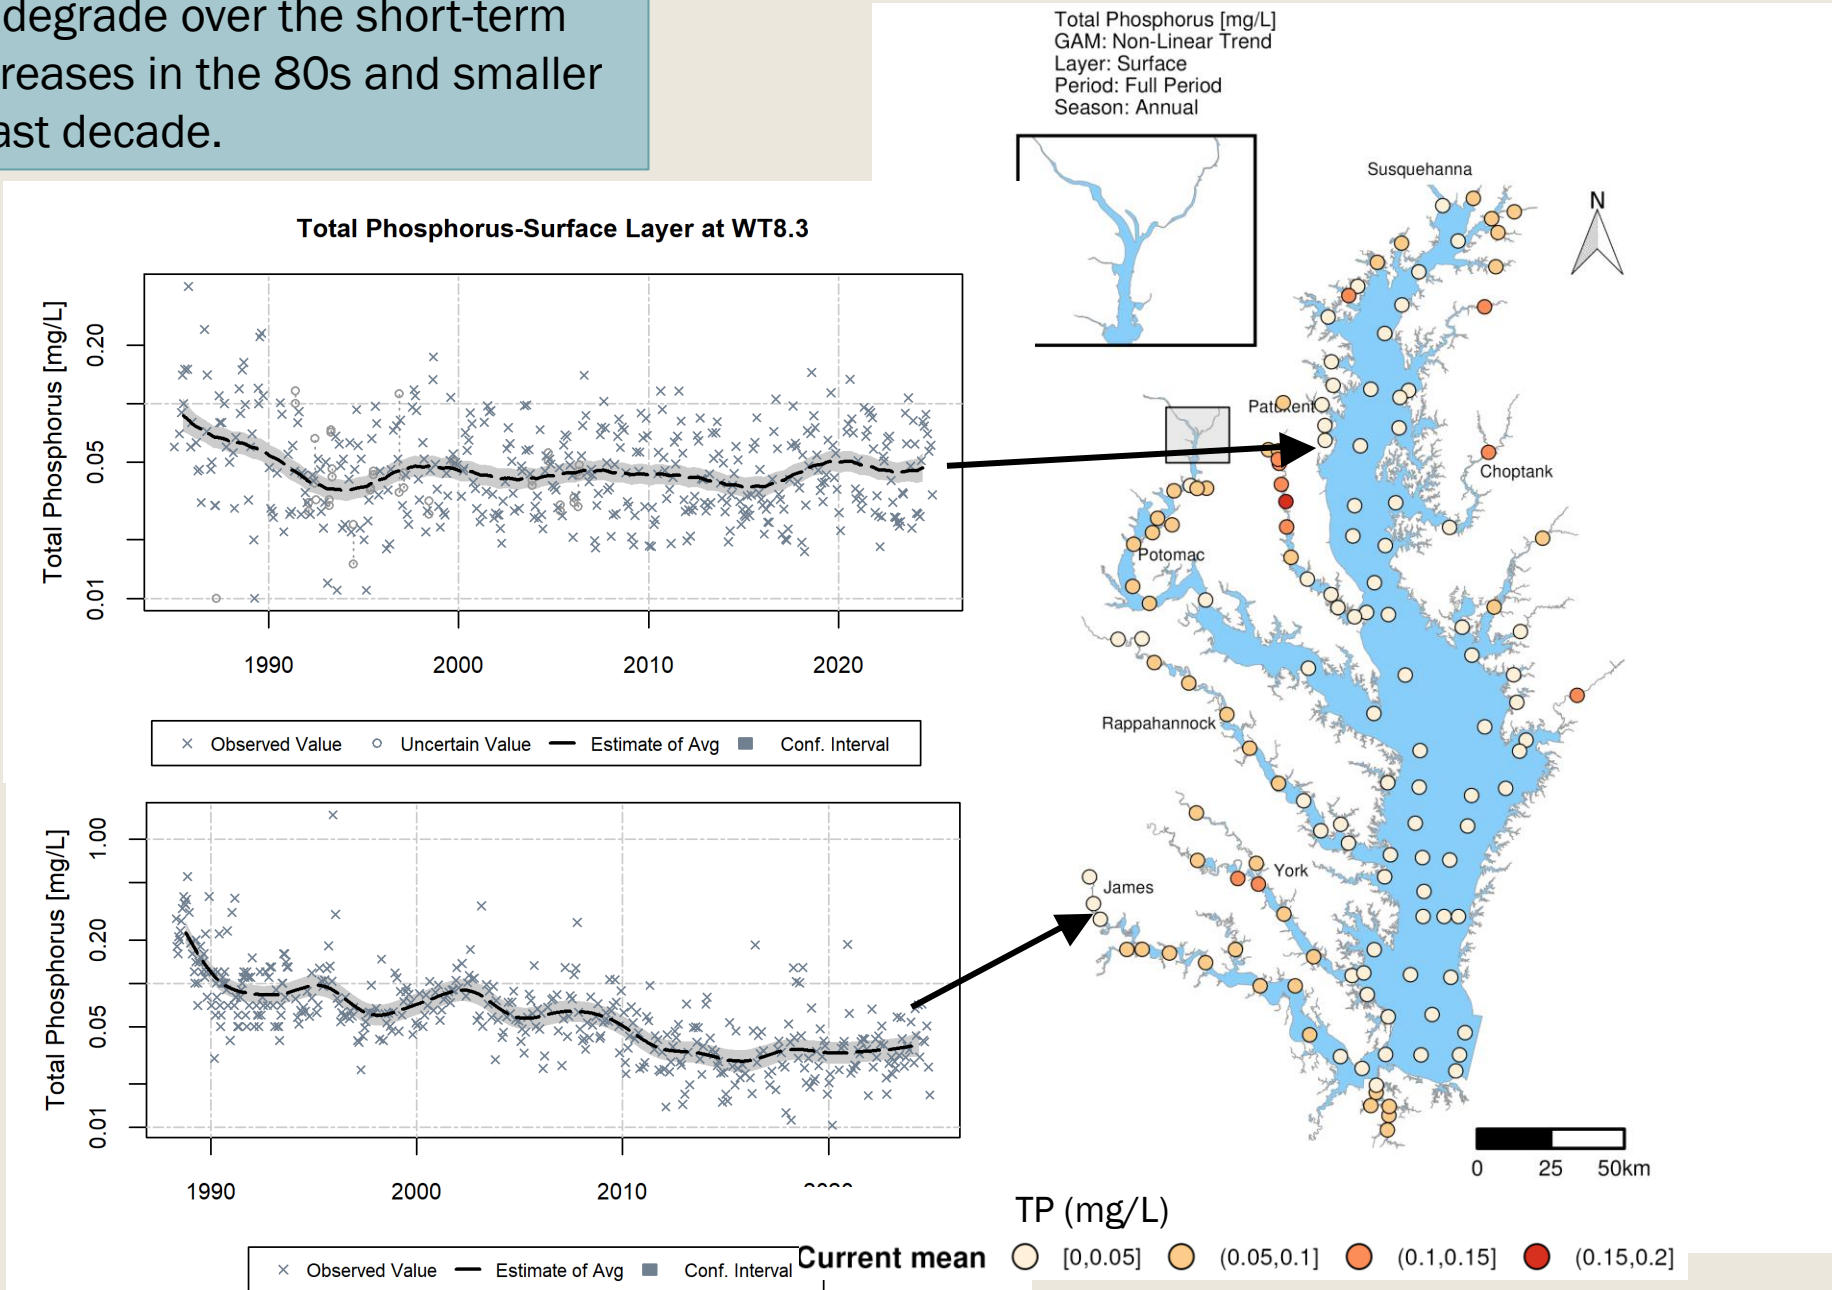 degrade over the short-term
reases in the 80s and smaller
ast decade.
Total Phosphorus [mg/L]
GAM: Non-Linear Trend
Layer: Surface
Period: Full Period
Season: Annual
Total Phosphorus-Surface Layer at WT8.3
Total Phosphorus [mg/L]
0.20
0.05
0.01
1990
2000
2010
2020
Observed Value
Uncertain Value
Estimate of Avg
Conf. Interval
Total Phosphorus [mg/L]
1.00
0.20
0.05
0.01
1990
2000
2010
2020
Observed Value
Estimate of Avg
Conf. Interval
Susquehanna
N
Patuxent
Choptank
Potomac
Rappahannock
York
James
0 25 50km
TP (mg/L)
Current mean
[0,0.05]
(0.05,0.1]
(0.1,0.15]
(0.15,0.2]